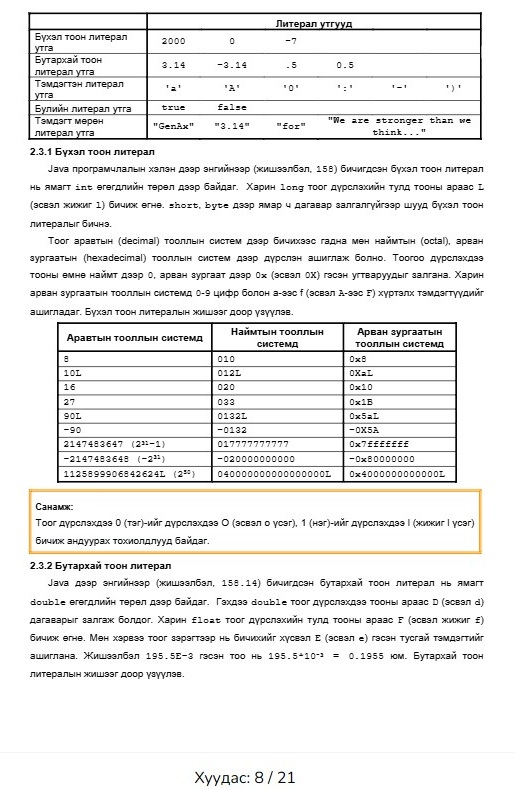 Литерал утгууд
Бүхэл тоон литерал утга 2000 0 -7
Бутархай тоон литерал утга 3.14 -3.14 .5 0.5
Тэмдэгтэн литерал утга 'a' 'A' '0' ':' '-' ')'
Булийн литерал утга true false
Тэмдэгт мөрөн литерал утга "GenAx" "3.14" "for" "We are stronger than we think..."
2.3.1 Бүхэл тоон литерал
Java програмчлалын хэлэн дээр энгийнээр (жишээлбэл, 158) бичигдсэн бүхэл тоон литерал
нь ямагт int өгөгдлийн төрөл дээр байдаг. Харин long тоог дүрслэхийн тулд тооны араас L
(эсвэл жижиг l) бичиж өгнө. short, byte дээр ямар ч дагавар залгалгүйгээр шууд бүхэл тоон
литералыг бичнэ.
Тоог аравтын (decimal) тооллын систем дээр бичихээс гадна мөн наймтын (octal), арван
зургаатын (hexadecimal) тооллын систем дээр дүрслэн ашиглаж болно. Тоогоо дүрслэхдээ
тооны өмнө наймт дээр 0, арван зургаат дээр 0x (эсвэл 0X) гэсэн угтваруудыг залгана. Харин
арван зургаатын тооллын системд 0-9 цифр болон a-ээс f (эсвэл A-ээс F) хүртэлх тэмдэгтүүдийг
ашигладаг. Бүхэл тоон литералын жишээг доор үзүүлэв.
Аравтын тооллын системд Наймтын тооллын системд Арван зургаатын тооллын системд
8 010 0x8
10L 012L 0XaL
16 020 0x10
27 033 0x1B
90L 0132L 0x5aL
-90 -0132 -0X5A
2147483647 (2³¹-1) 017777777777 0x7fffffff
-2147483648 (-2³¹) -020000000000 -0x80000000
1125899906842624L (2⁵⁰) 040000000000000000L 0x4000000000000L
Санамж:
Тоог дүрслэхдээ 0 (тэг)-ийг дүрслэхдээ O (эсвэл o үсэг), 1 (нэг)-ийг дүрслэхдээ l (жижиг l үсэг)
бичиж андуурах тохиолдлууд байдаг.
2.3.2 Бутархай тоон литерал
Java дээр энгийнээр (жишээлбэл, 158.14) бичигдсэн бутархай тоон литерал нь ямагт
double өгөгдлийн төрөл дээр байдаг. Гэхдээ double тоог дүрслэхдээ тооны араас D (эсвэл d)
дагаварыг залгаж болдог. Харин float тоог дүрслэхийн тулд тооны араас F (эсвэл жижиг f)
бичиж өгнө. Мөн хэрвээ тоог зэрэгтээр нь бичихийг хүсвэл E (эсвэл e) гэсэн тусгай тэмдэгтийг
ашиглана. Жишээлбэл 195.5E-3 гэсэн тоо нь 195.5*10⁻³ = 0.1955 юм. Бутархай тоон
литералын жишээг доор үзүүлэв.
Хуудас: 8 / 21